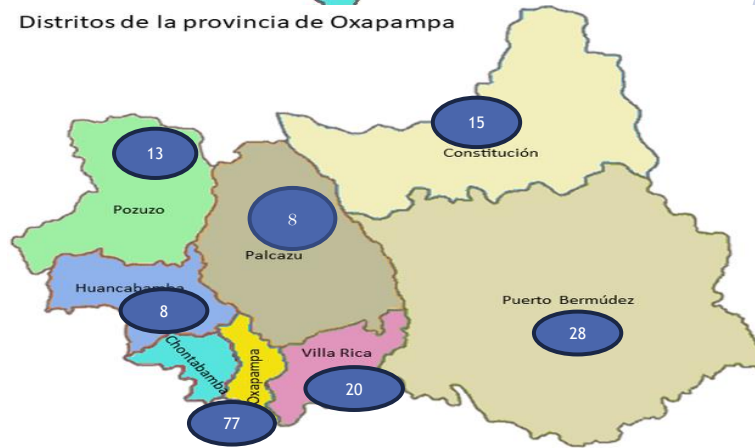 Distritos de la provincia de Oxapampa
15
Constitución
13
Pozuzo
8
Palcazu
Huancabamba
8
Puerto Bermúdez
28
Chontabamba
Oxapampa
Villa Rica
20
77